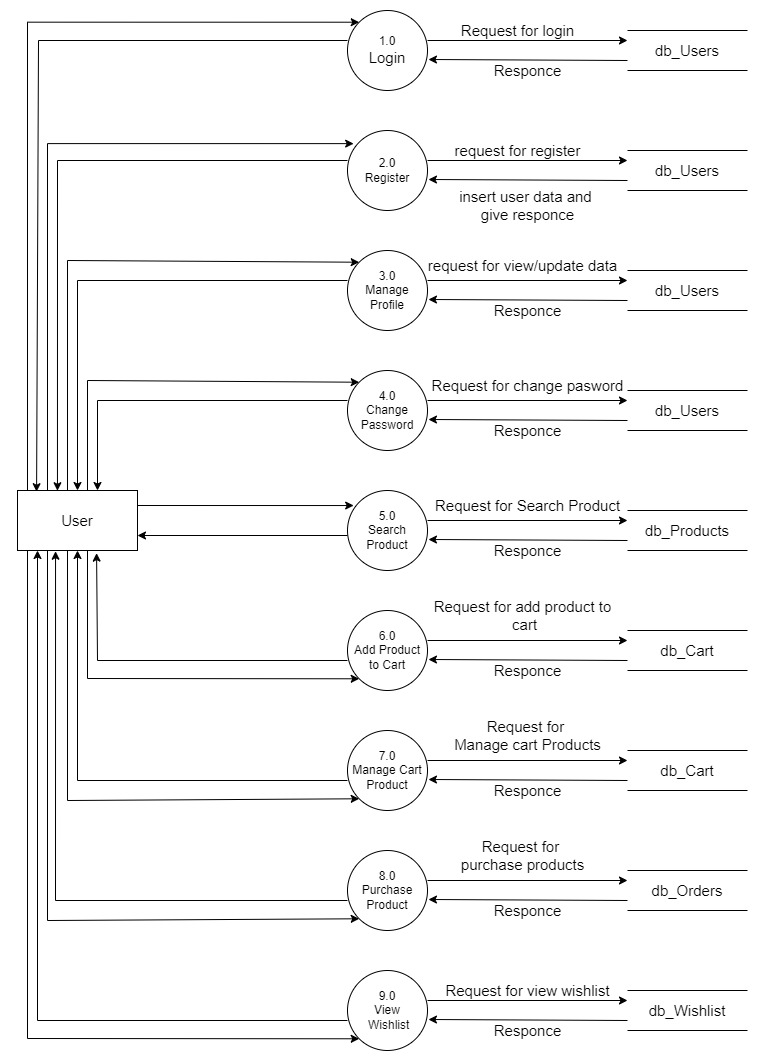 Request for login
1.0
Login
db_Users
Responce
request for register
2.0
Register
db_Users
insert user data and
give responce
request for view/update data
3.0
Manage
Profile
db_Users
Responce
Request for change pasword
4.0
Change
Password
db_Users
Responce
User
Request for Search Product
5.0
Search
Product
db_Products
Responce
Request for add product to
cart
6.0
Add Product
to Cart
db_Cart
Responce
Request for
Manage cart Products
7.0
Manage Cart
Product
db_Cart
Responce
Request for
purchase products
8.0
Purchase
Product
db_Orders
Responce
Request for view wishlist
9.0
View
Wishlist
db_Wishlist
Responce